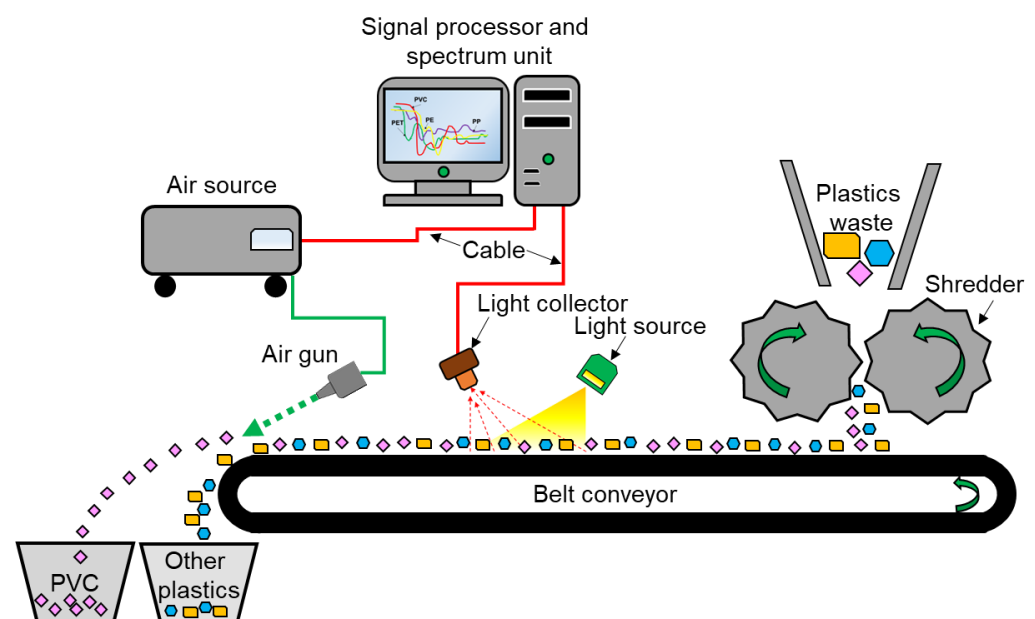 Signal processor and
spectrum unit
PVC
PET
PE
PP
Air source
Cable
Plastics
waste
Shredder
Light collector
Light source
Air gun
Belt conveyor
PVC
Other
plastics